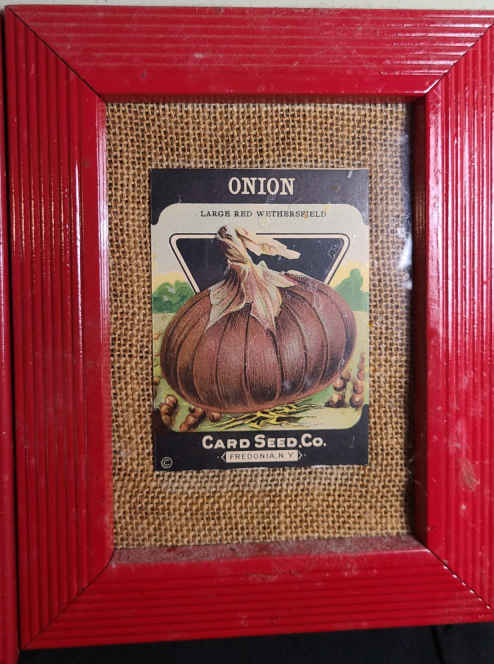 ONION
LARGE RED WETHERSFIELD
CARD SEED Co.
FREDONIA, N.Y.
©